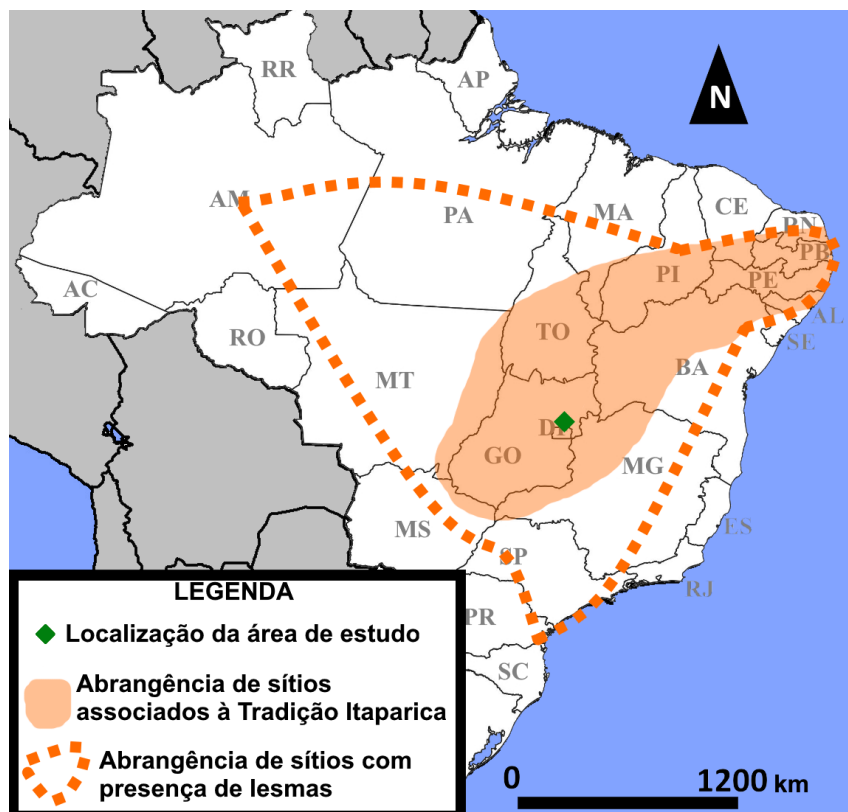 RR
AP
N
AM
PA
MA
CE
RN
PI
PB
PE
AC
AL
TO
SE
RO
BA
MT
DF
GO
MG
MS
ES
SP
RJ
PR
SC
LEGENDA
Localização da área de estudo
Abrangência de sítios
associados à Tradição Itaparica
Abrangência de sítios com
presença de lesmas
0 1200 km